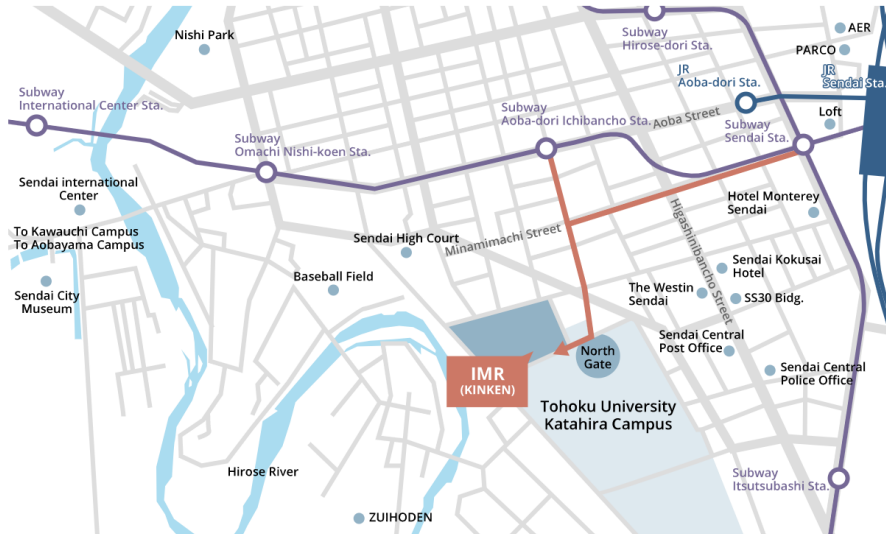 AER
Nishi Park
Subway
Hirose-dori Sta.
PARCO
JR
Aoba-dori Sta.
JR
Sendai Sta.
Subway
International Center Sta.
Subway
Aoba-dori Ichibancho Sta.
Aoba Street
Loft
Subway
Sendai Sta.
Subway
Omachi Nishi-koen Sta.
Sendai international
Center
Hotel Monterey
Sendai
To Kawauchi Campus
To Aobayama Campus
Sendai High Court
Minamimachi Street
Higashinibancho Street
Baseball Field
Sendai Kokusai
Hotel
Sendai City
Museum
The Westin
Sendai
SS30 Bidg.
Sendai Central
Post Office
North
Gate
IMR
(KINKEN)
Sendai Central
Police Office
Tohoku University
Katahira Campus
Hirose River
Subway
Itsutsubashi Sta.
ZUIHODEN